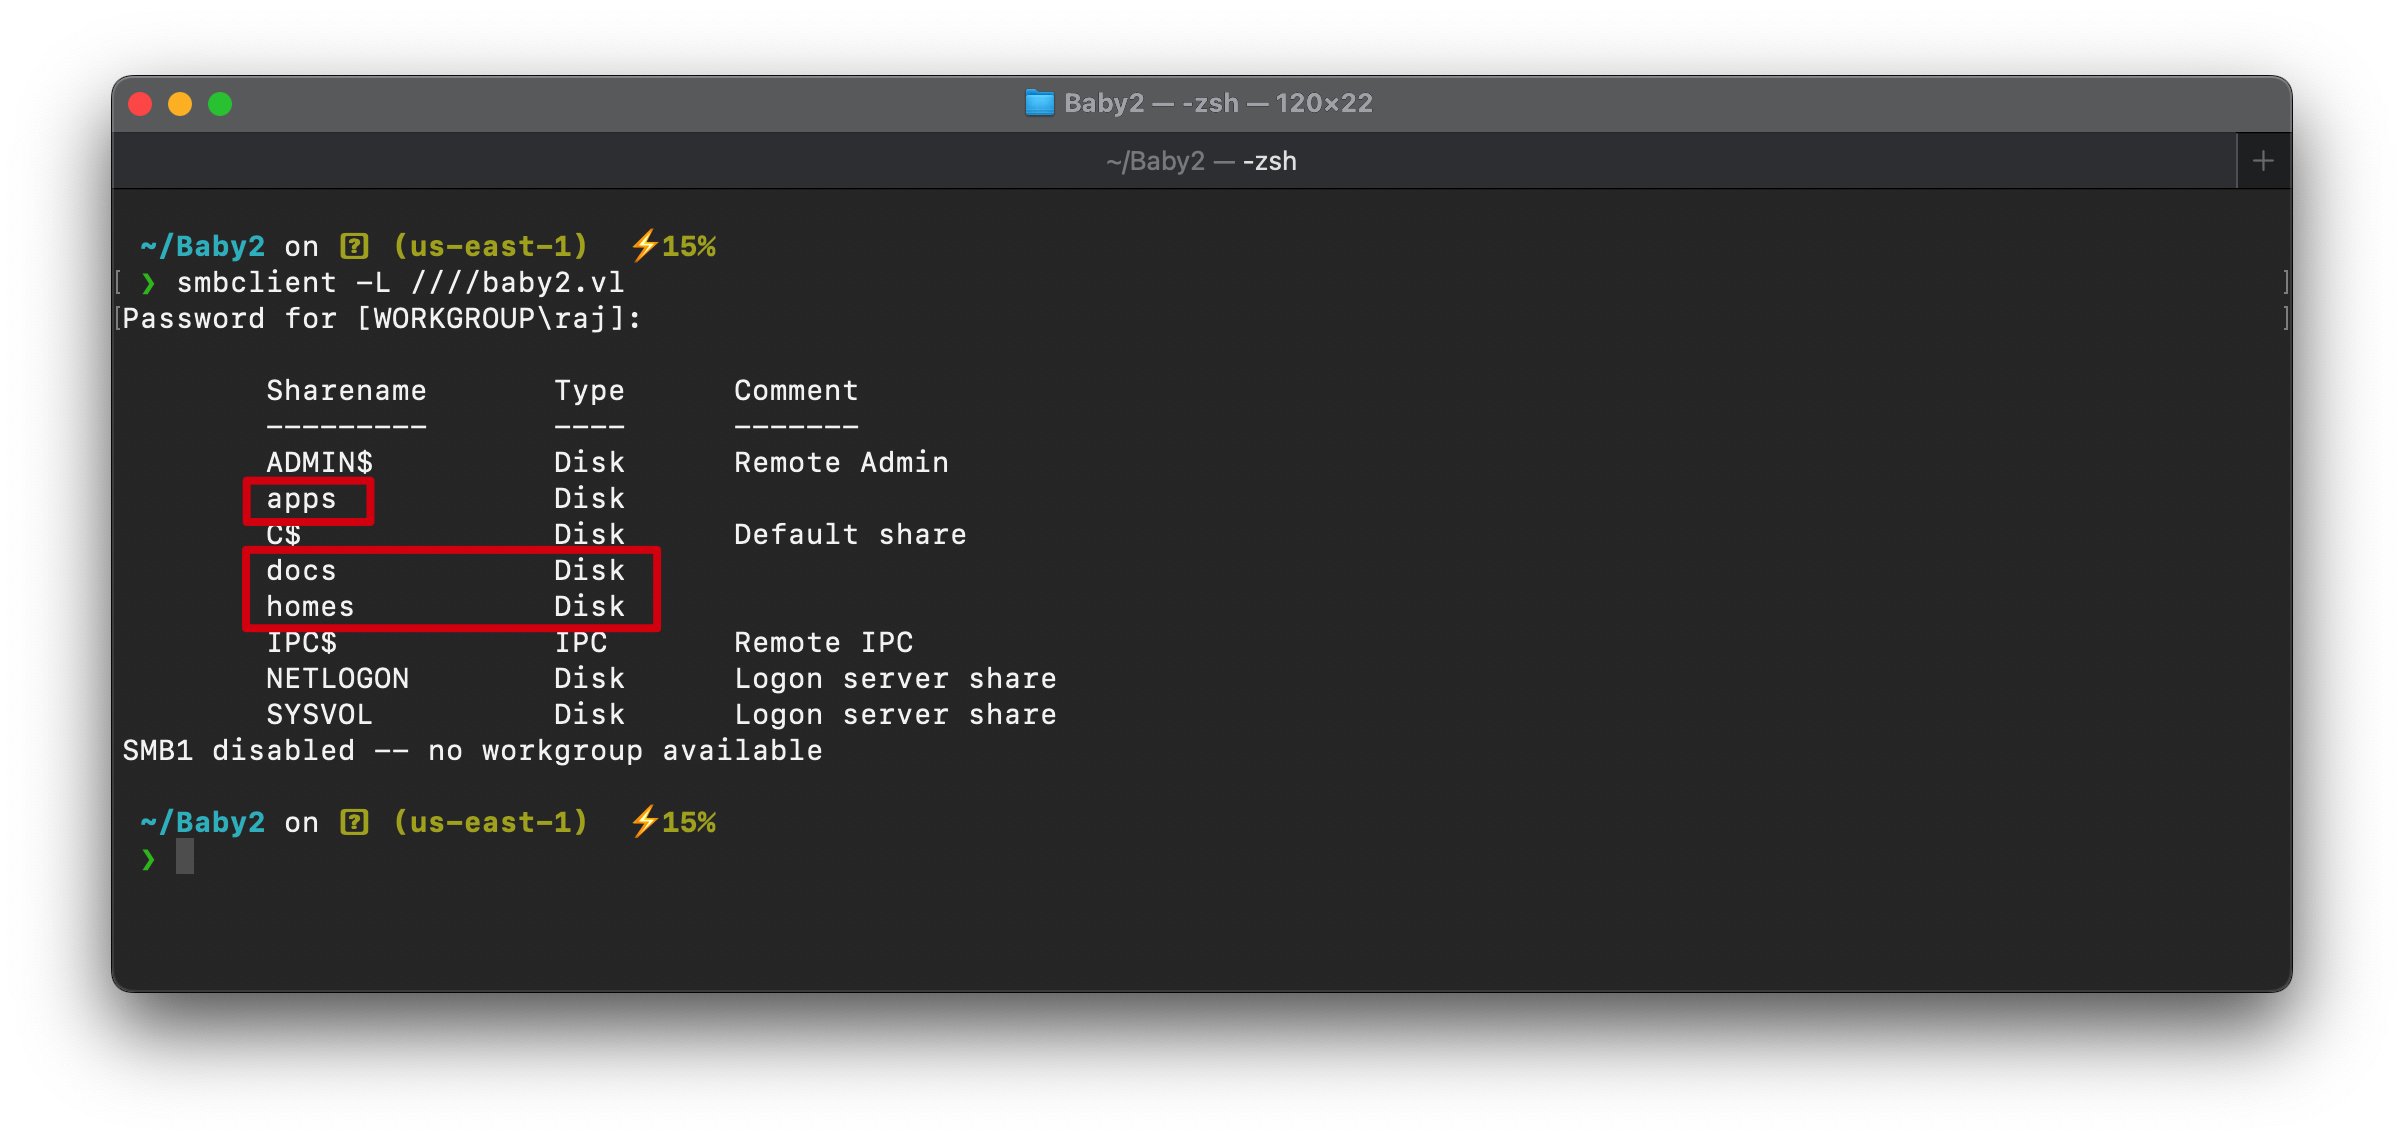 Baby2 — -zsh — 120×22
~/Baby2 — -zsh
~/Baby2 on [?] (us-east-1) ⚡15%
❯ smbclient -L ////baby2.vl
Password for [WORKGROUP\raj]:
Sharename Type Comment
--------- ---- -------
ADMIN$ Disk Remote Admin
apps Disk
C$ Disk Default share
docs Disk
homes Disk
IPC$ IPC Remote IPC
NETLOGON Disk Logon server share
SYSVOL Disk Logon server share
SMB1 disabled -- no workgroup available
~/Baby2 on [?] (us-east-1) ⚡15%
❯